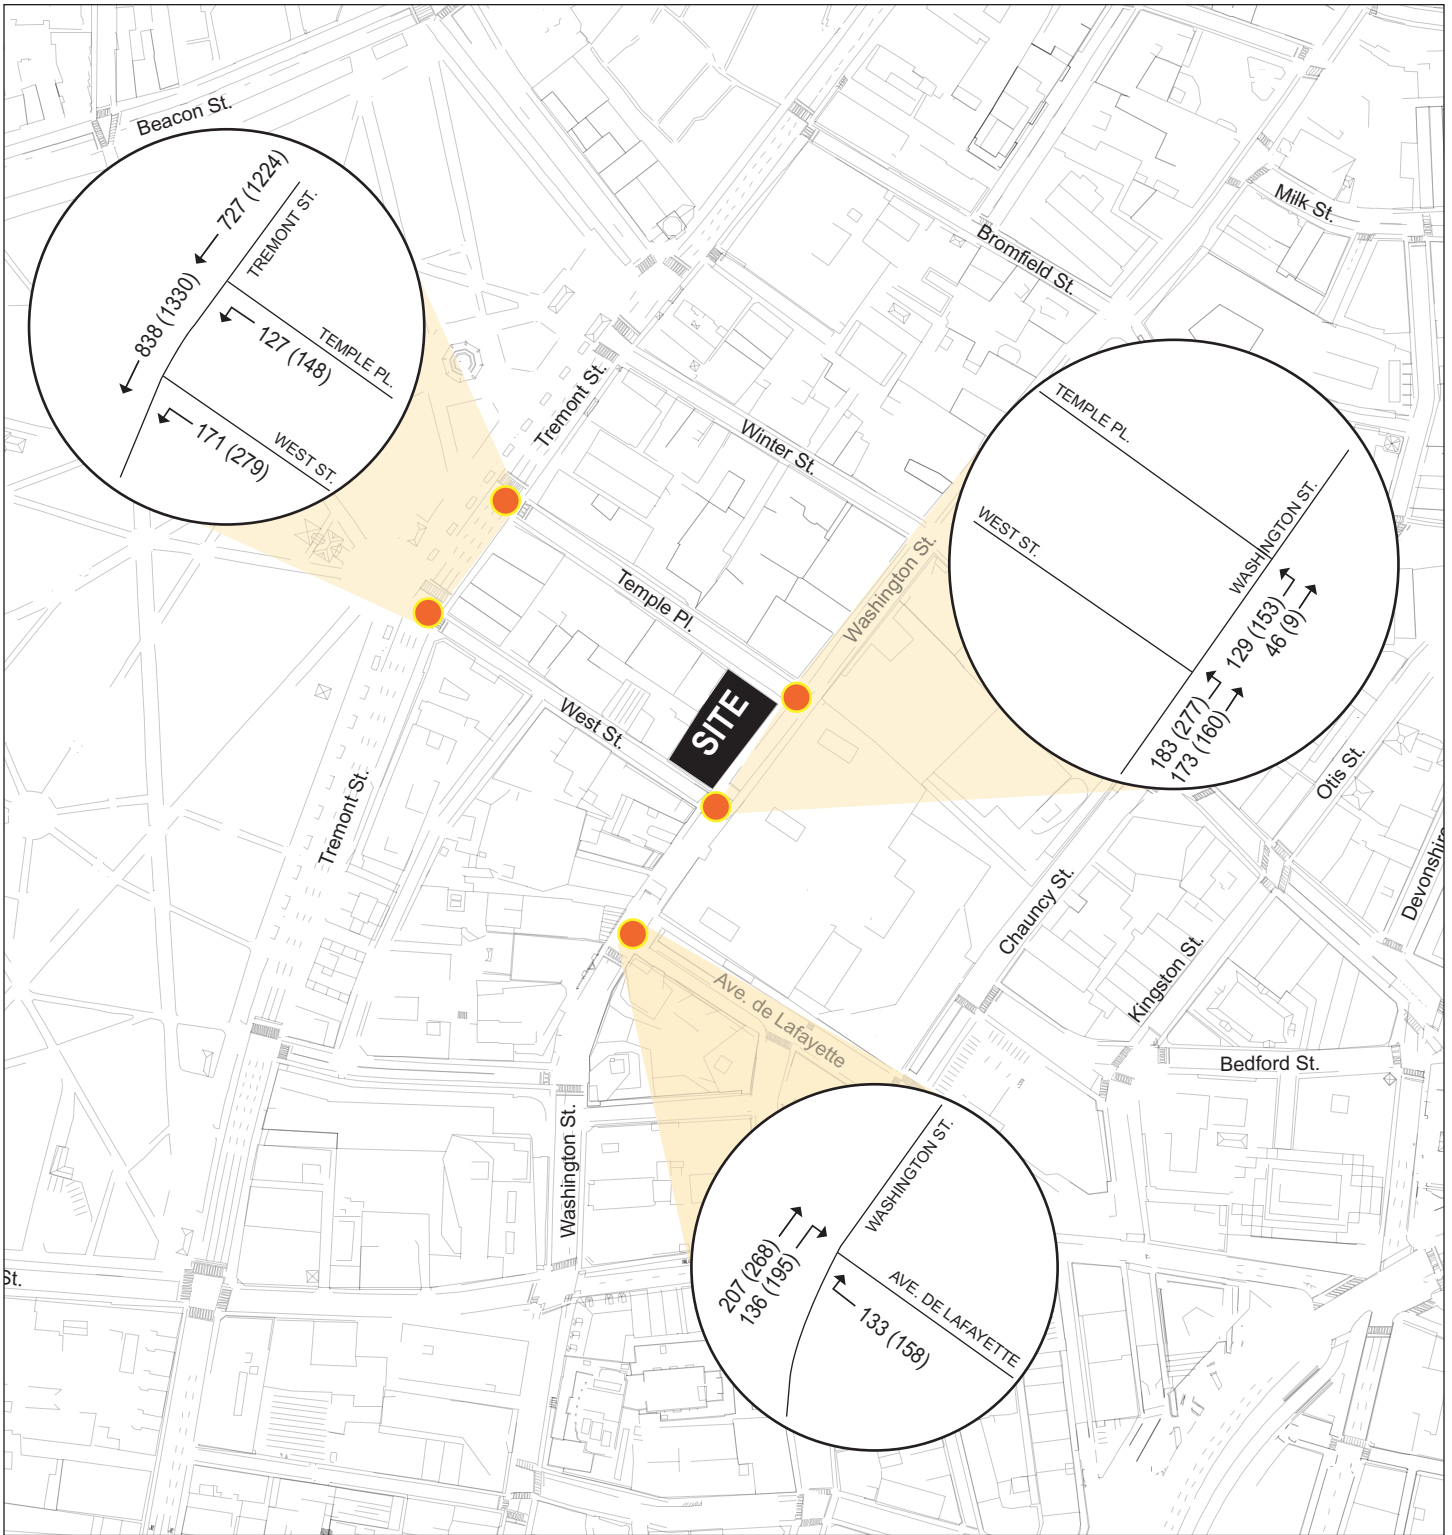 Beacon St.
727 (1224)
TREMONT ST.
838 (1330)
127 (148)
TEMPLE PL.
171 (279)
WEST ST.
Milk St.
Bromfield St.
Tremont St.
Winter St.
Washington St.
Temple Pl.
West St.
SITE
TEMPLE PL.
WEST ST.
WASHINGTON ST.
129 (153)
46 (9)
183 (277)
173 (160)
Tremont St.
Otis St.
Devonshire
Chauncy St.
Kingston St.
Ave. de Lafayette
Bedford St.
Washington St.
WASHINGTON ST.
207 (268)
136 (195)
AVE. DE LAFAYETTE
133 (158)
St.